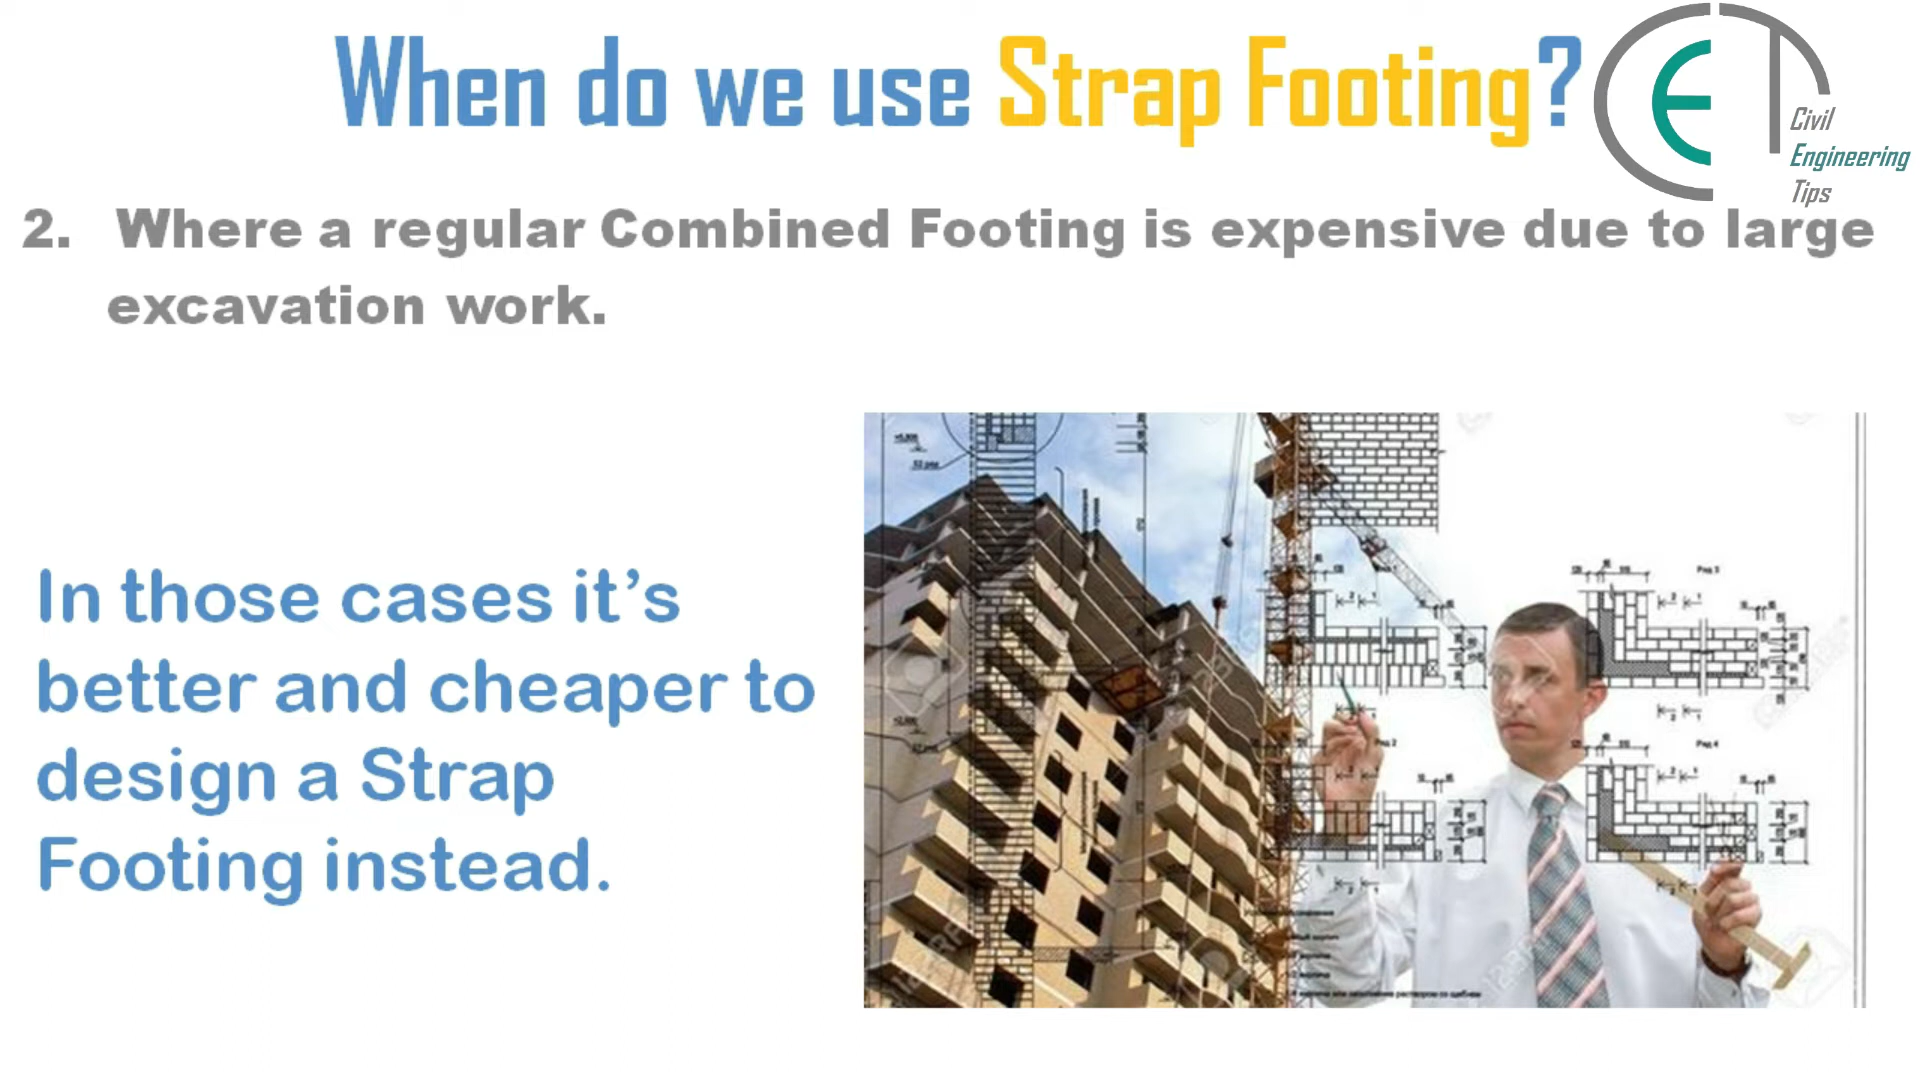 When do we use Strap Footing?
Civil
Engineering
Tips
2. Where a regular Combined Footing is expensive due to large
excavation work.
In those cases it's
better and cheaper to
design a Strap
Footing instead.